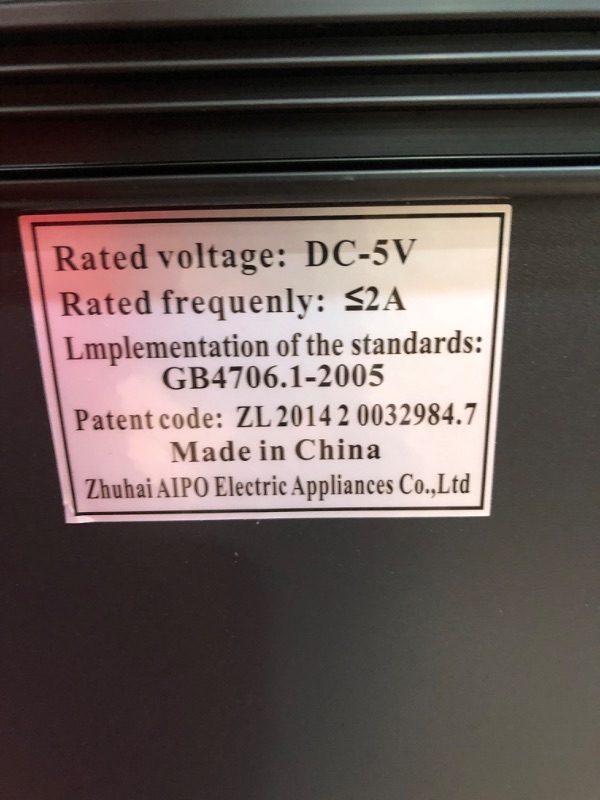 Rated voltage: DC-5V
Rated frequenly: ≤2A
Lmplementation of the standards:
GB4706.1-2005
Patent code: ZL 2014 2 0032984.7
Made in China
Zhuhai AIPO Electric Appliances Co.,Ltd